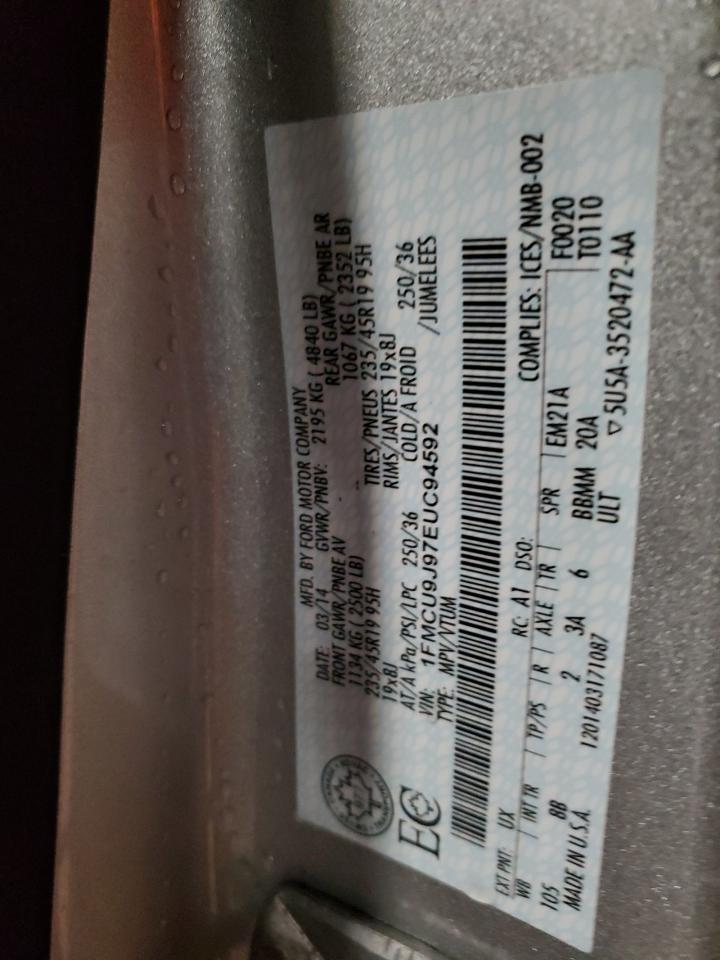 MFD. BY FORD MOTOR COMPANY
DATE: 03/14 GVWR/PNBV: 2195 KG ( 4840 LB)
FRONT GAWR/PNBE AV REAR GAWR/PNBE AR
1134 KG ( 2500 LB) 1067 KG ( 2352 LB)
235/45R19 95H TIRES/PNEUS 235/45R19 95H
19x8J RIMS/JANTES 19x8J
AT/A kPa/PSI/LPC 250/36 COLD/A FROID 250/36
VIN: 1FMCU9J97EUC94592 /JUMELEES
TYPE: MPV/VTUM
EC
EXT PNT: UX RC: A1 DSO: COMPLIES: ICES/NMB-002
WB INT TR TP/PS R AXLE TR SPR EM21A F0020
105 8B 2 3A 6 BBMM 20A T0110
MADE IN U.S.A. 1201403171087 ULT ▽5U5A-3520472-AA